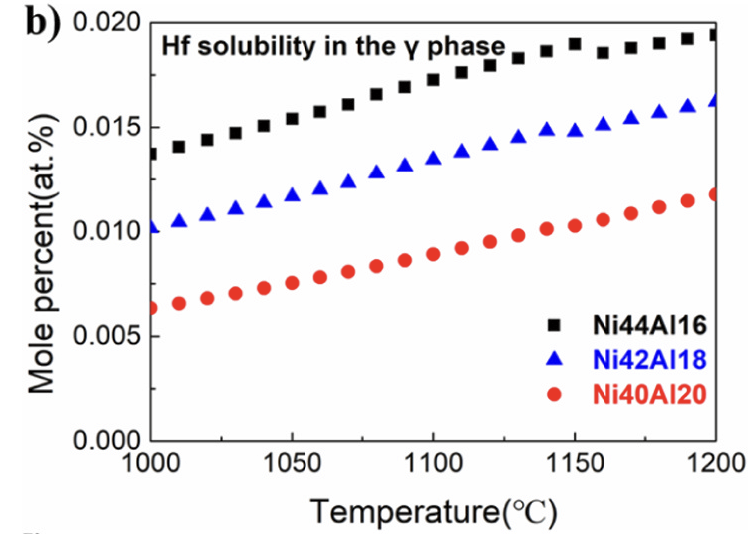 b)
Hf solubility in the γ phase
Mole percent(at.%)
0.020
0.015
0.010
0.005
0.000
Ni44Al16
Ni42Al18
Ni40Al20
1000 1050 1100 1150 1200
Temperature(℃)